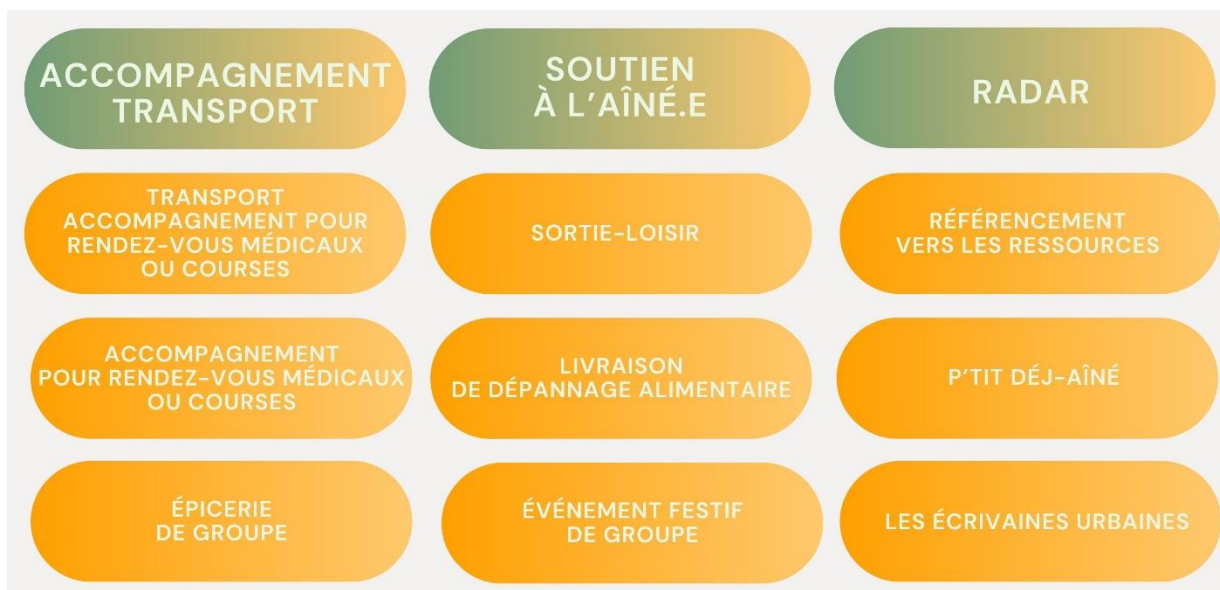 ACCOMPAGNEMENT
TRANSPORT
SOUTIEN
À L'AÎNÉ.E
RADAR
TRANSPORT
ACCOMPAGNEMENT POUR
RENDEZ-VOUS MÉDICAUX
OU COURSES
SORTIE-LOISIR
RÉFÉRENCEMENT
VERS LES RESSOURCES
ACCOMPAGNEMENT
POUR RENDEZ-VOUS MÉDICAUX
OU COURSES
LIVRAISON
DE DÉPANNAGE ALIMENTAIRE
P'TIT DÉJ-AÎNÉ
ÉPICERIE
DE GROUPE
ÉVÉNEMENT FESTIF
DE GROUPE
LES ÉCRIVAINES URBAINES